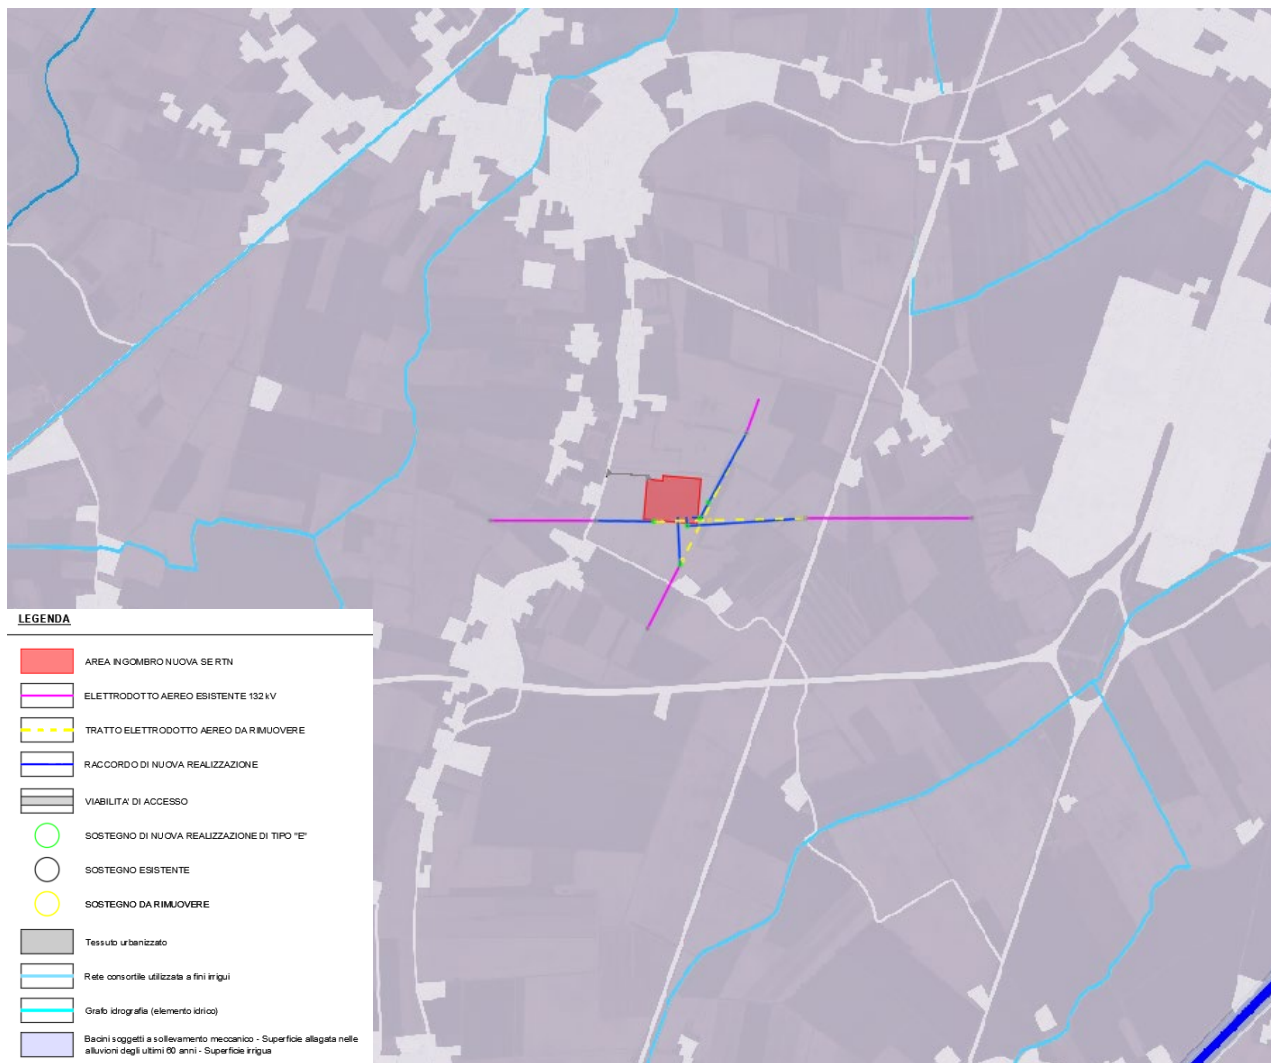 LEGENDA
AREA INGOMBRO NUOVA SE RTN
ELETTRODOTTO AEREO ESISTENTE 132 kV
TRATTO ELETTRODOTTO AEREO DA RIMUOVERE
RACCORDO DI NUOVA REALIZZAZIONE
VIABILITA' DI ACCESSO
SOSTEGNO DI NUOVA REALIZZAZIONE DI TIPO "E"
SOSTEGNO ESISTENTE
SOSTEGNO DA RIMUOVERE
Tessuto urbanizzato
Rete consortile utilizzata a fini irrigui
Grafo idrografia (elemento idrico)
Bacini soggetti a sollevamento meccanico - Superficie allagata nelle
alluvioni degli ultimi 60 anni - Superficie irrigua